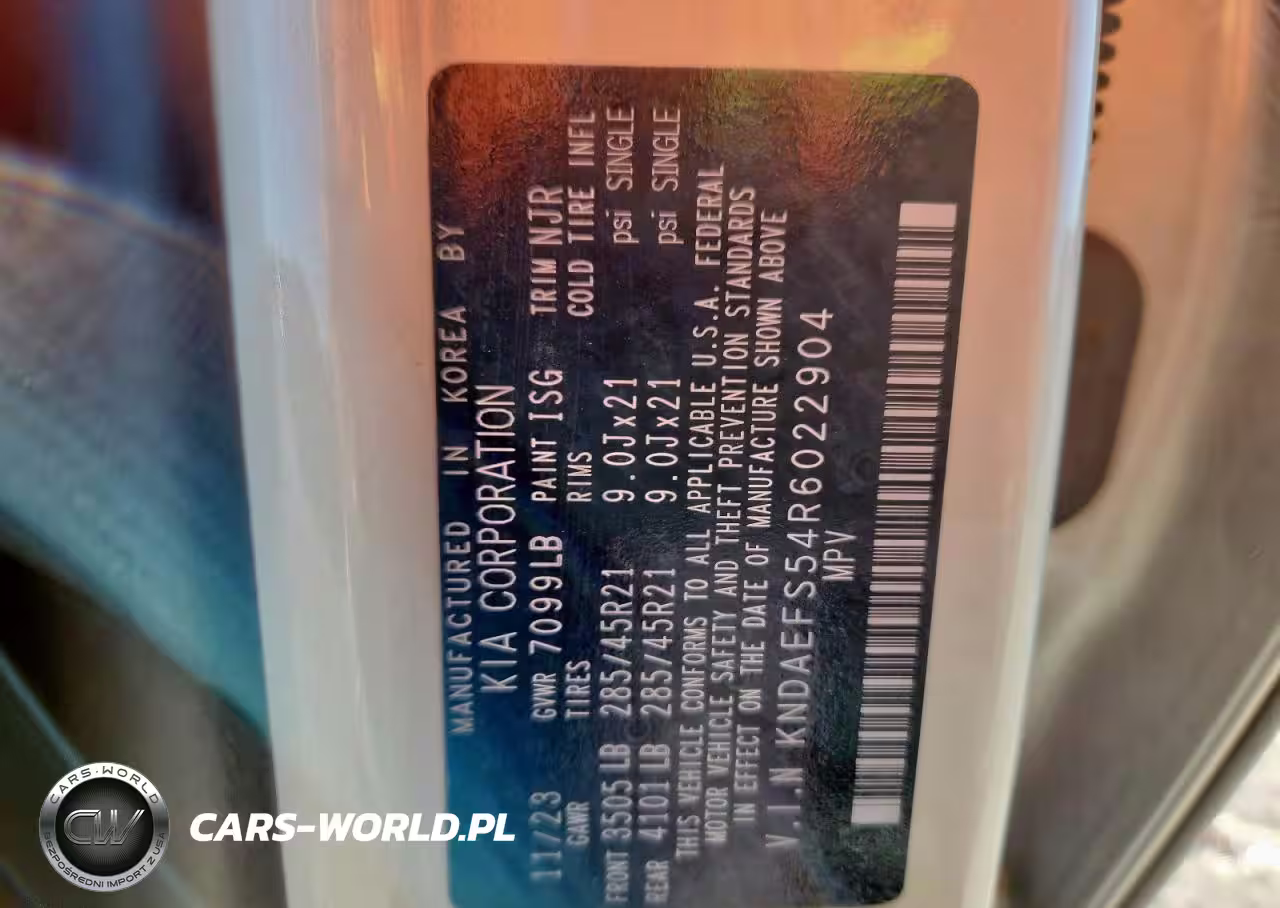 MANUFACTURED IN KOREA BY
KIA CORPORATION
11/23 GVWR 7099LB PAINT ISG TRIM NJR
GAWR TIRES RIMS COLD TIRE INFL
FRONT 3505LB 285/45R21 9.0Jx21 psi SINGLE
REAR 4101LB 285/45R21 9.0Jx21 psi SINGLE
THIS VEHICLE CONFORMS TO ALL APPLICABLE U.S.A. FEDERAL
MOTOR VEHICLE SAFETY AND THEFT PREVENTION STANDARDS
IN EFFECT ON THE DATE OF MANUFACTURE SHOWN ABOVE
V.I.N KNDAEFS54R6022904
MPV
CARS-WORLD
CW
BEZPOŚREDNI IMPORT Z USA
CARS-WORLD.PL